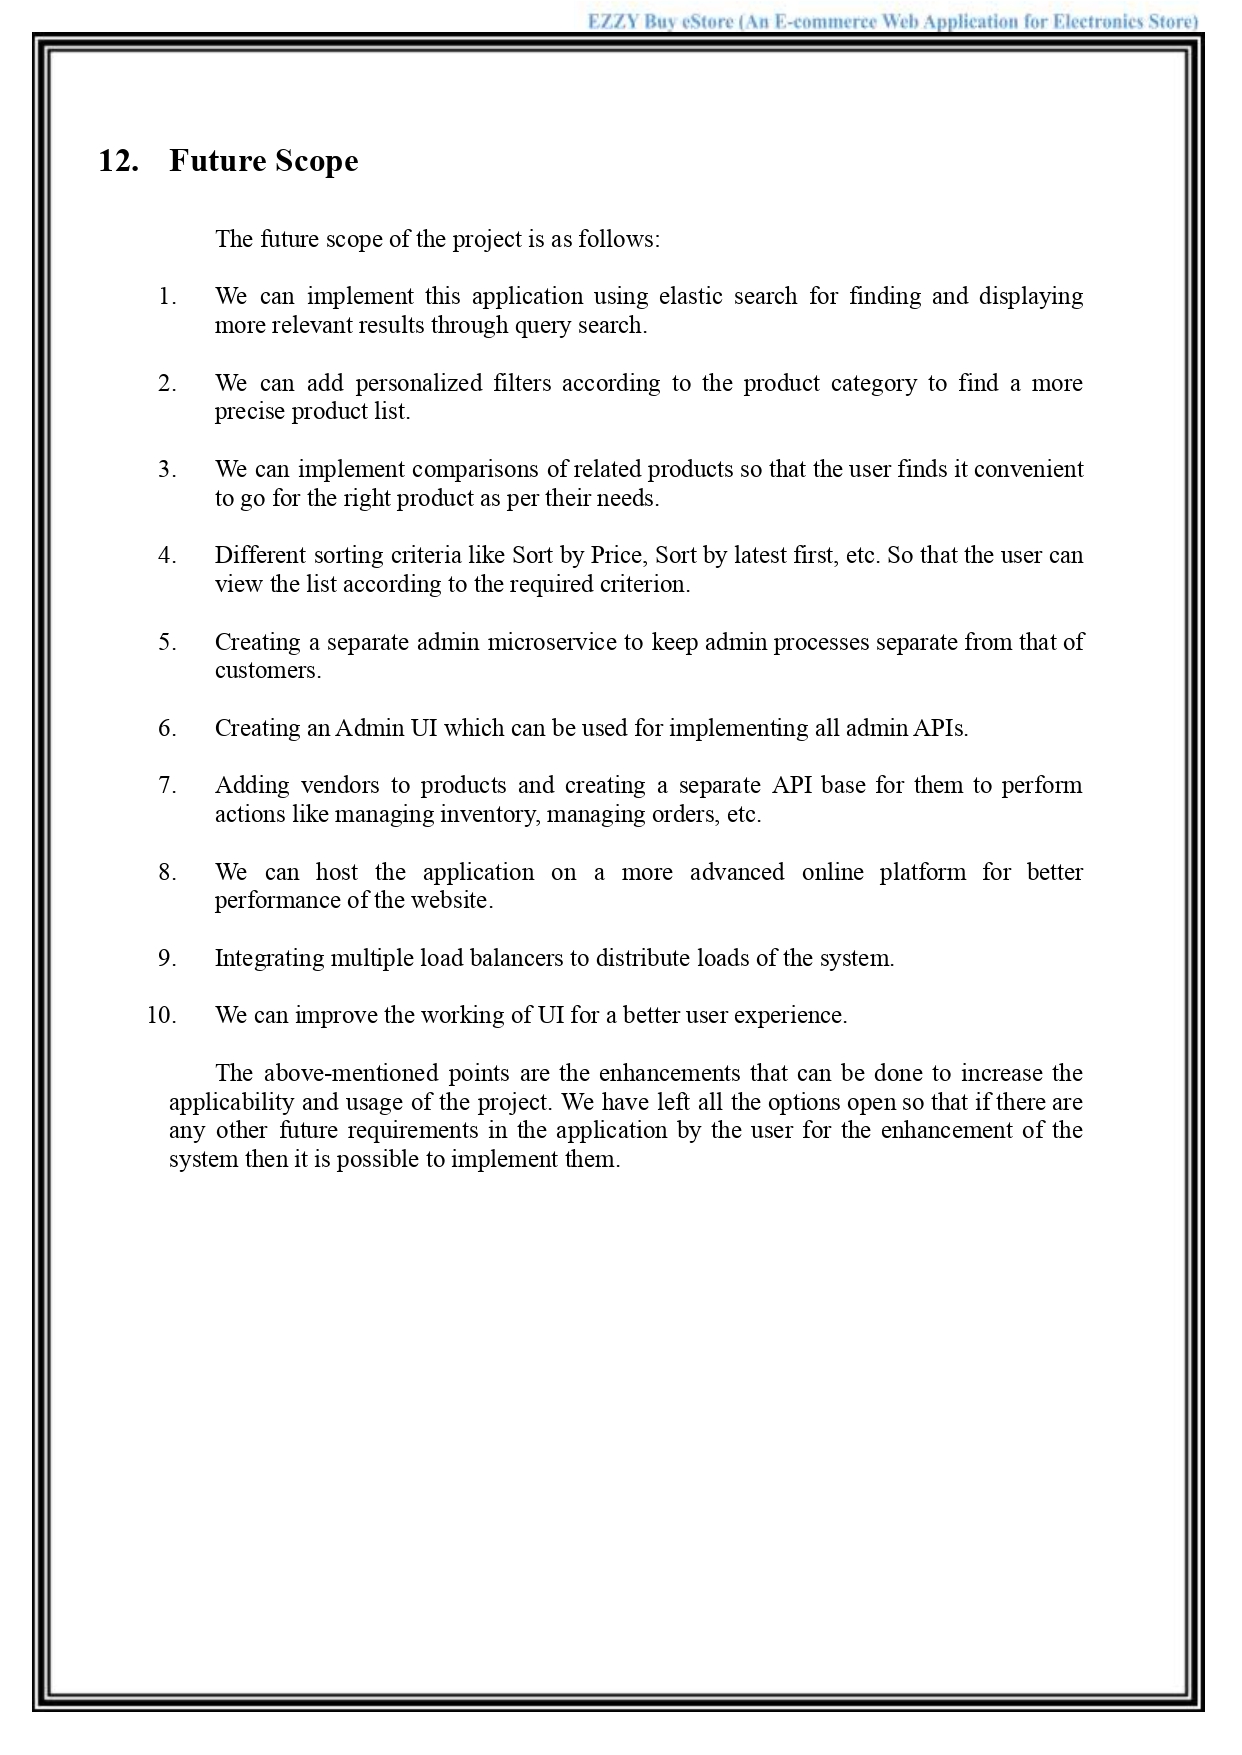 EZZY Buy eStore (An E-commerce Web Application for Electronics Store)
12. Future Scope
The future scope of the project is as follows:
1. We can implement this application using elastic search for finding and displaying
more relevant results through query search.
2. We can add personalized filters according to the product category to find a more
precise product list.
3. We can implement comparisons of related products so that the user finds it convenient
to go for the right product as per their needs.
4. Different sorting criteria like Sort by Price, Sort by latest first, etc. So that the user can
view the list according to the required criterion.
5. Creating a separate admin microservice to keep admin processes separate from that of
customers.
6. Creating an Admin UI which can be used for implementing all admin APIs.
7. Adding vendors to products and creating a separate API base for them to perform
actions like managing inventory, managing orders, etc.
8. We can host the application on a more advanced online platform for better
performance of the website.
9. Integrating multiple load balancers to distribute loads of the system.
10. We can improve the working of UI for a better user experience.
The above-mentioned points are the enhancements that can be done to increase the
applicability and usage of the project. We have left all the options open so that if there are
any other future requirements in the application by the user for the enhancement of the
system then it is possible to implement them.